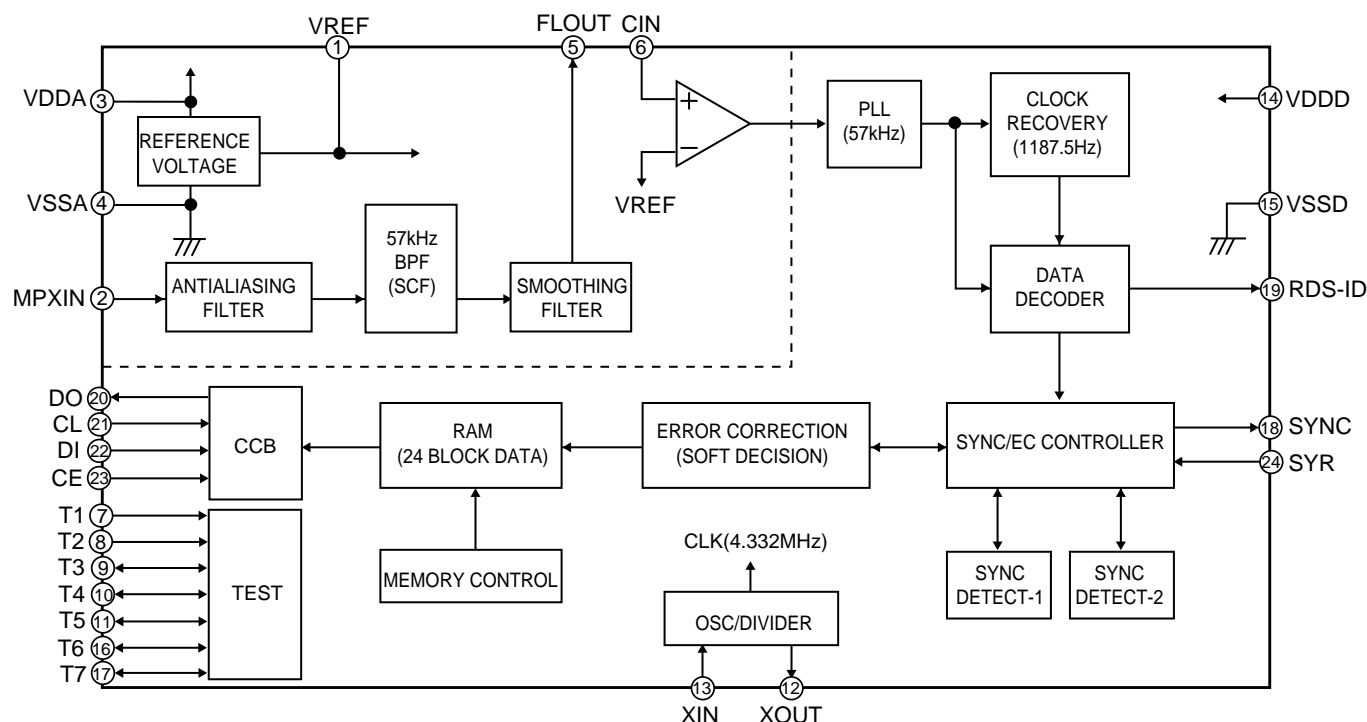 VREF
1
FLOUT
5
CIN
6
VDDA
3
REFERENCE
VOLTAGE
VSSA
4
+
−
VREF
PLL
(57kHz)
CLOCK
RECOVERY
(1187.5Hz)
14
VDDD
15
VSSD
MPXIN
2
ANTIALIASING
FILTER
57kHz
BPF
(SCF)
SMOOTHING
FILTER
DATA
DECODER
19
RDS-ID
DO
20
CL
21
DI
22
CE
23
CCB
RAM
(24 BLOCK DATA)
ERROR CORRECTION
(SOFT DECISION)
SYNC/EC CONTROLLER
18
SYNC
24
SYR
T1
7
T2
8
T3
9
T4
10
T5
11
T6
16
T7
17
TEST
MEMORY CONTROL
CLK(4.332MHz)
OSC/DIVIDER
SYNC
DETECT-1
SYNC
DETECT-2
13
XIN
12
XOUT